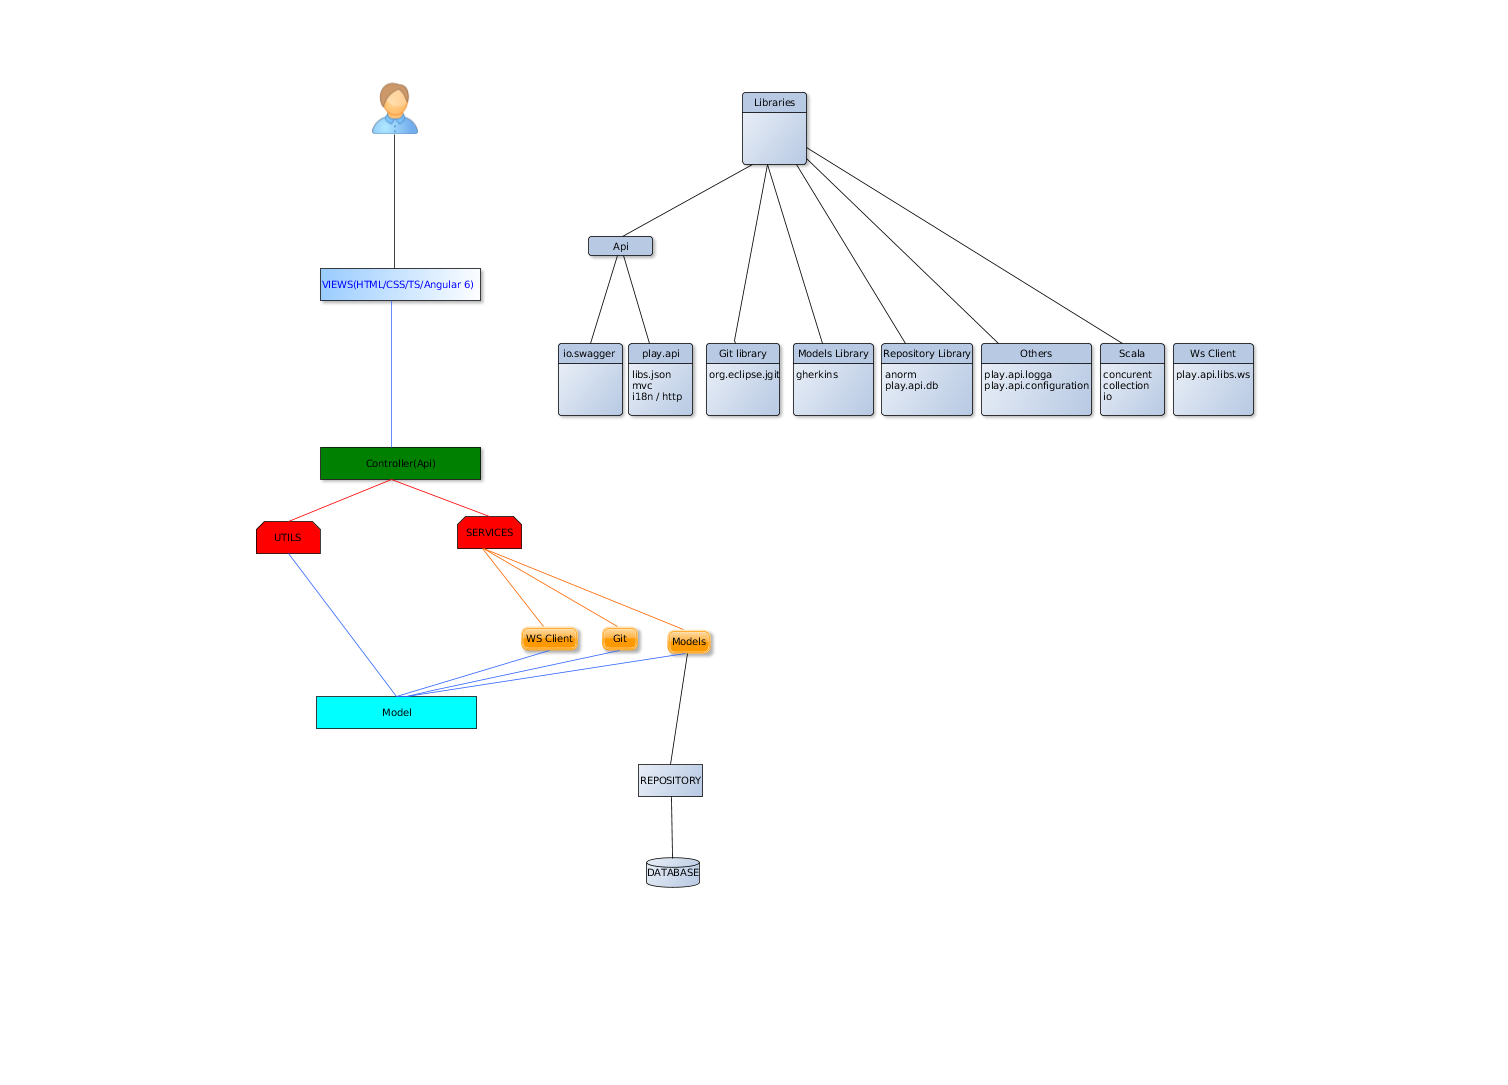 Libraries
Api
VIEWS(HTML/CSS/TS/Angular 6)
io.swagger
play.api
libs.json
mvc
i18n / http
Git library
org.eclipse.jgit
Models Library
gherkins
Repository Library
anorm
play.api.db
Others
play.api.logga
play.api.configuration
Scala
concurent
collection
io
Ws Client
play.api.libs.ws
Controller(Api)
UTILS
SERVICES
WS Client
Git
Models
Model
REPOSITORY
DATABASE